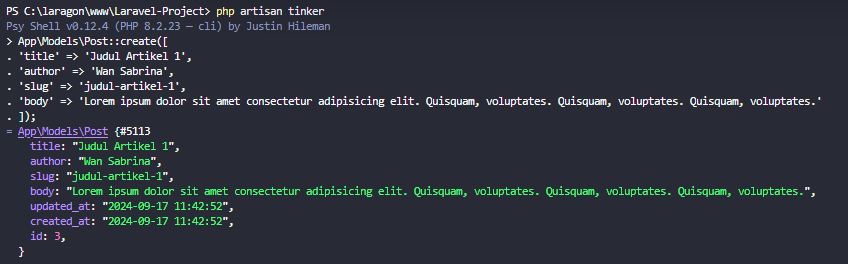 PS C:\laragon\www\Laravel-Project> php artisan tinker
Psy Shell v0.12.4 (PHP 8.2.23 — cli) by Justin Hileman
> App\Models\Post::create([
. 'title' => 'Judul Artikel 1',
. 'author' => 'Wan Sabrina',
. 'slug' => 'judul-artikel-1',
. 'body' => 'Lorem ipsum dolor sit amet consectetur adipisicing elit. Quisquam, voluptates. Quisquam, voluptates. Quisquam, voluptates.'
. ]);
= App\Models\Post {#5113
title: "Judul Artikel 1",
author: "Wan Sabrina",
slug: "judul-artikel-1",
body: "Lorem ipsum dolor sit amet consectetur adipisicing elit. Quisquam, voluptates. Quisquam, voluptates. Quisquam, voluptates.",
updated_at: "2024-09-17 11:42:52",
created_at: "2024-09-17 11:42:52",
id: 3,
}